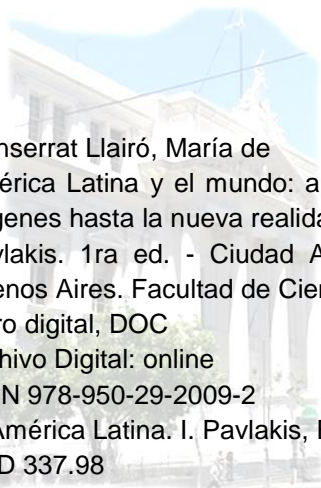 nserrat Llairó, María de
érica Latina y el mundo: a
genes hasta la nueva realida
vlakis. 1ra ed. - Ciudad A
enos Aires. Facultad de Cien
ro digital, DOC
hivo Digital: online
N 978-950-29-2009-2
América Latina. I. Pavlakis,
D 337.98